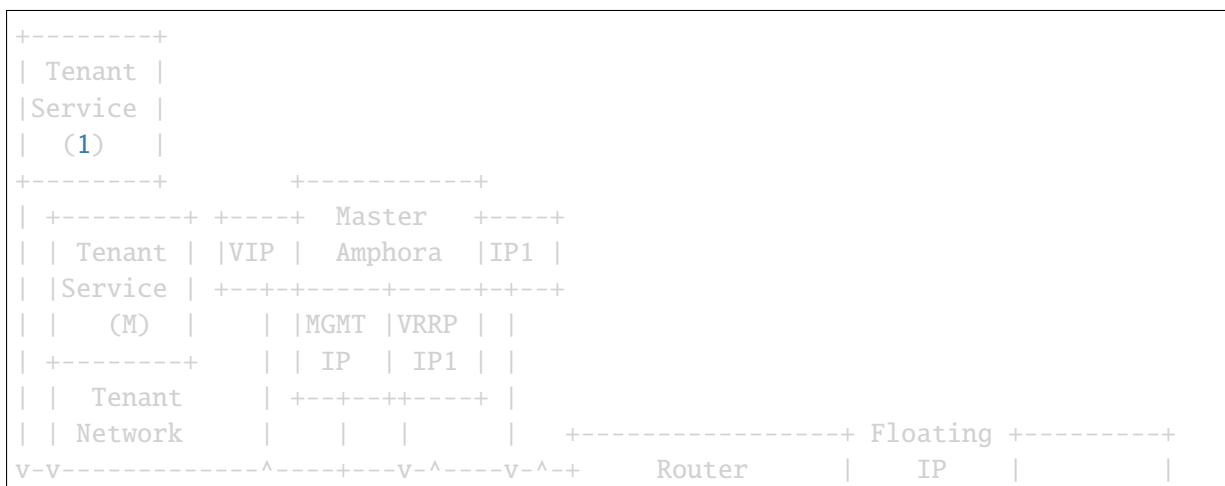 +--------+
| Tenant |
|Service |
|  (1)   |
+--------+         +-----------+
| +--------+ +----+  Master   +----+
| | Tenant | |VIP |  Amphora  |IP1 |
| |Service | +--+-+-----+-----+-+--+
| |   (M)  |    | |MGMT |VRRP | |
| +--------+    | | IP  | IP1 | |
| |  Tenant     | +--+--++----+ |
| | Network     |    |   |      |   +-----------------+ Floating +---------+
v-v-------------^----+---v-^----v-^-+     Router      |    IP    |         |